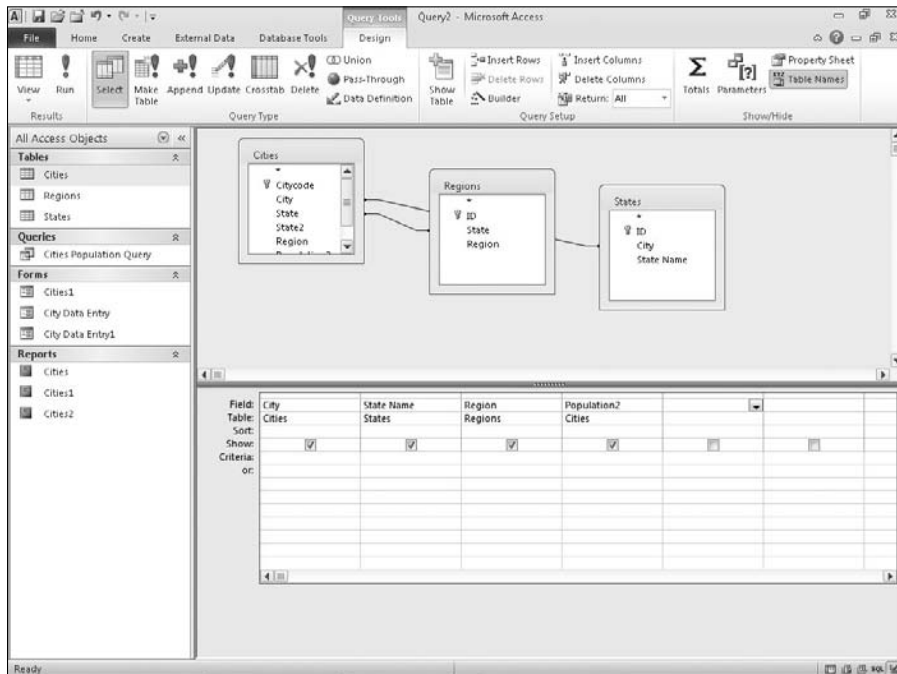 A Query Tools Query2 - Microsoft Access
File Home Create External Data Database Tools Design
View Run Select Make Table Append Update Crosstab Delete
Union
Pass-Through
Data Definition
Show Table
Insert Rows
Delete Rows
Builder
Insert Columns
Delete Columns
Return: All
Totals Parameters
Property Sheet
Table Names
Results Query Type Query Setup Show/Hide
All Access Objects
Tables
Cities
Regions
States
Queries
Cities Population Query
Forms
Cities1
City Data Entry
City Data Entry1
Reports
Cities
Cities1
Cities2
Cities
*
Citycode
City
State
State2
Region
Regions
*
ID
State
Region
States
*
ID
City
State Name
Field: City State Name Region Population2
Table: Cities States Regions Cities
Sort:
Show:
Criteria:
or:
Ready SQL